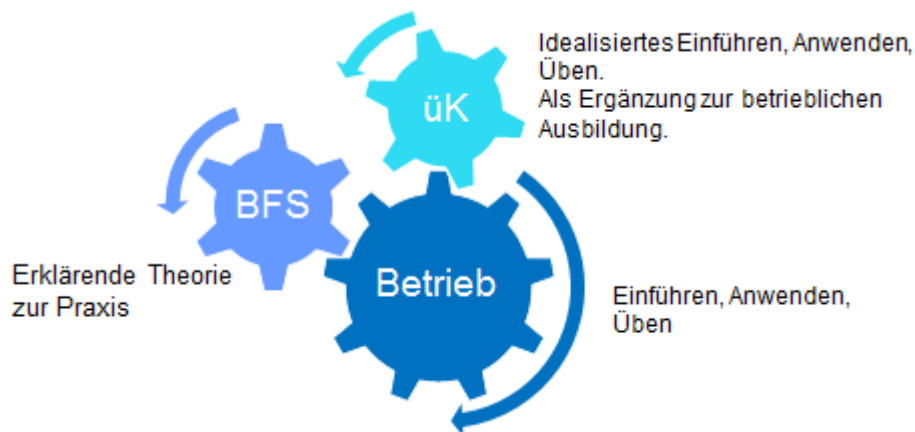 Idealisiertes Einführen, Anwenden,
Üben.
Als Ergänzung zur betrieblichen
Ausbildung.
üK
BFS
Erklärende Theorie
zur Praxis
Betrieb
Einführen, Anwenden,
Üben